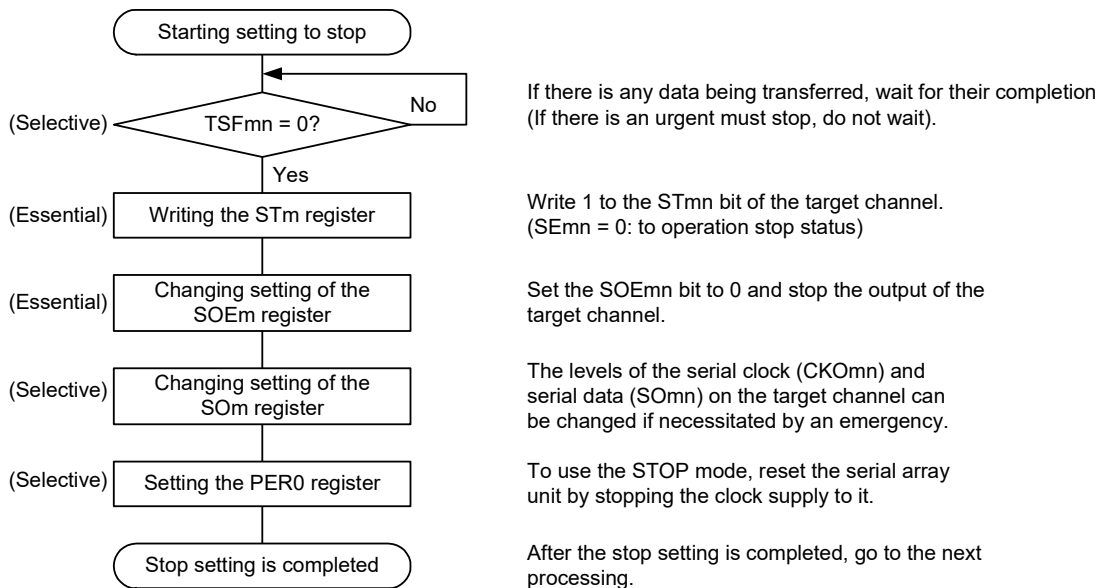 Starting setting to stop
(Selective)
TSFmn = 0?
No
If there is any data being transferred, wait for their completion
(If there is an urgent must stop, do not wait).
Yes
(Essential)
Writing the STm register
Write 1 to the STmn bit of the target channel.
(SEmn = 0: to operation stop status)
(Essential)
Changing setting of the
SOEm register
Set the SOEmn bit to 0 and stop the output of the
target channel.
(Selective)
Changing setting of the
SOm register
The levels of the serial clock (CKOmn) and
serial data (SOmn) on the target channel can
be changed if necessitated by an emergency.
(Selective)
Setting the PER0 register
To use the STOP mode, reset the serial array
unit by stopping the clock supply to it.
Stop setting is completed
After the stop setting is completed, go to the next
processing.